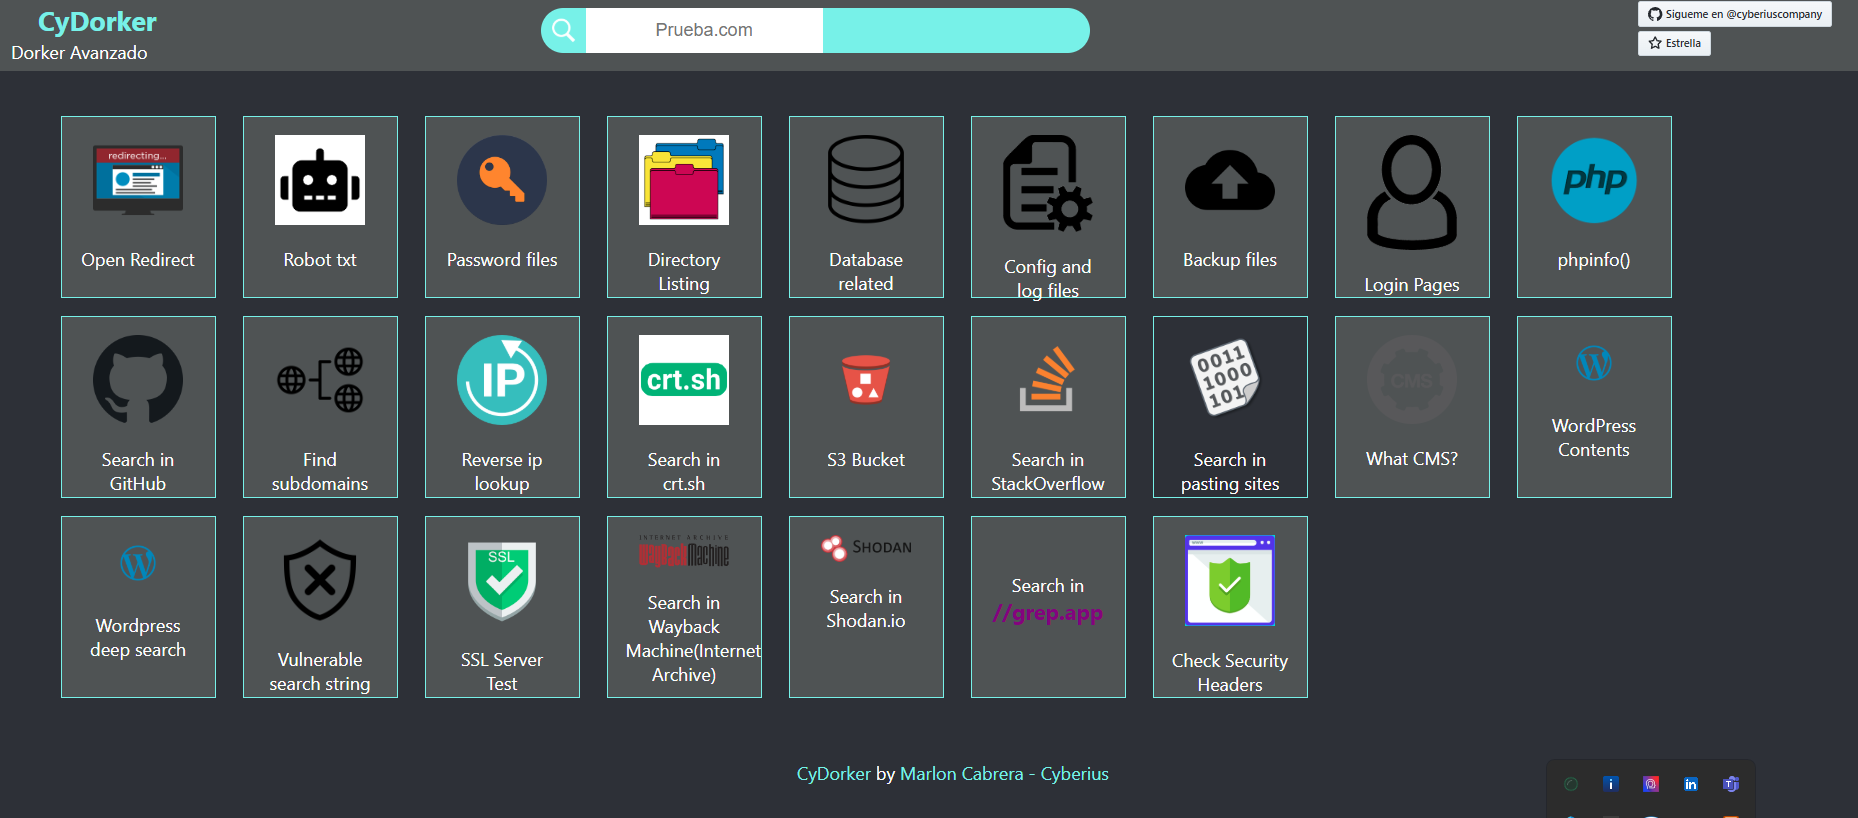 CyDorker
Dorker Avanzado
Prueba.com
Sigueme en @cyberiuscompany
Estrella
redirecting...
Open Redirect
Robot txt
Password files
Directory
Listing
Database
related
Config and
log files
Backup files
Login Pages
php
phpinfo()
Search in
GitHub
Find
subdomains
IP
Reverse ip
lookup
crt.sh
Search in
crt.sh
S3 Bucket
Search in
StackOverflow
0011
1000
101
Search in
pasting sites
CMS
What CMS?
WordPress
Contents
Wordpress
deep search
Vulnerable
search string
SSL
SSL Server
Test
INTERNET ARCHIVE
WayBack Machine
Search in
Wayback
Machine(Internet
Archive)
SHODAN
Search in
Shodan.io
Search in
//grep.app
www
Check Security
Headers
CyDorker by Marlon Cabrera - Cyberius